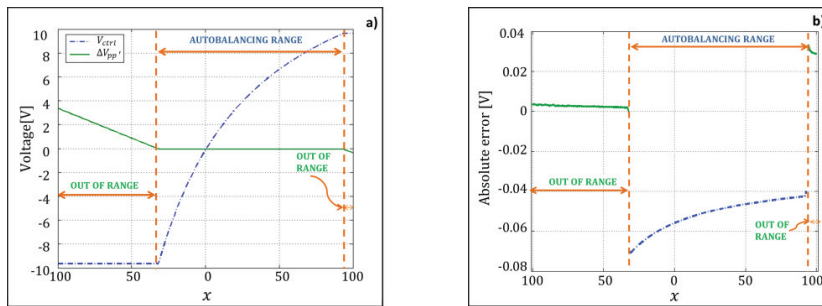 a)
10
V_ctrl
ΔV_pp'
AUTOBALANCING RANGE
8
6
4
2
0
-2
-4
-6
-8
-10
Voltage[V]
OUT OF RANGE
OUT OF
RANGE
100
50
0
50
100
x
b)
0.04
AUTOBALANCING RANGE
0.02
0
-0.02
-0.04
-0.06
-0.08
Absolute error [V]
OUT OF RANGE
OUT OF
RANGE
100
50
0
50
100
x